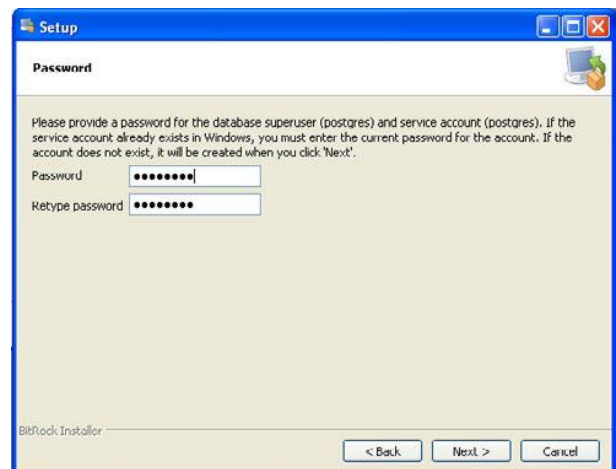 Setup
Password
Please provide a password for the database superuser (postgres) and service account (postgres). If the
service account already exists in Windows, you must enter the current password for the account. If the
account does not exist, it will be created when you click 'Next'.
Password ••••••••
Retype password ••••••••
BitRock Installer
< Back Next > Cancel